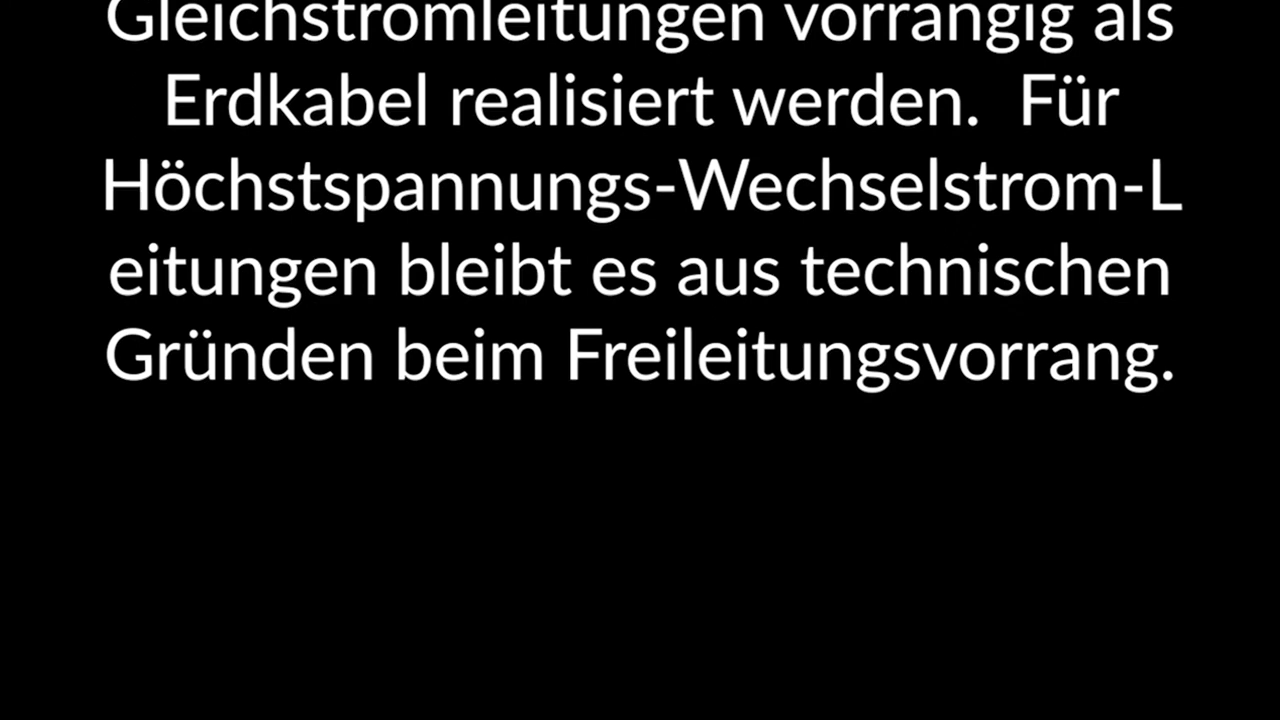 Gleichstromleitungen vorrangig als
Erdkabel realisiert werden.  Für
Höchstspannungs-Wechselstrom-L
eitungen bleibt es aus technischen
Gründen beim Freileitungsvorrang.